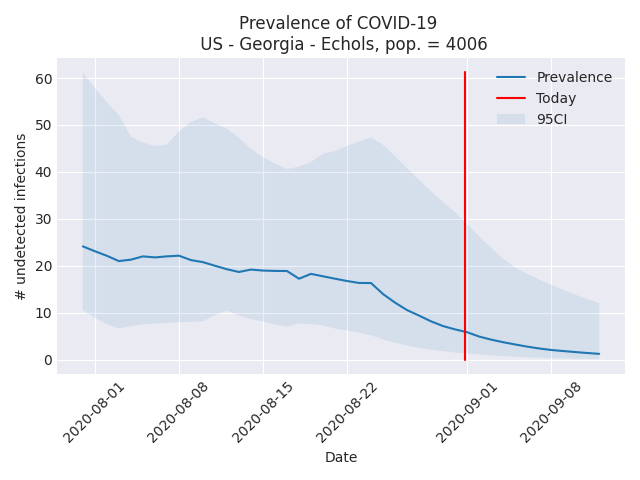 Prevalence of COVID-19
US - Georgia - Echols, pop. = 4006
# undetected infections
60
50
40
30
20
10
0
Prevalence
Today
95CI
2020-08-01
2020-08-08
2020-08-15
2020-08-22
2020-09-01
2020-09-08
Date